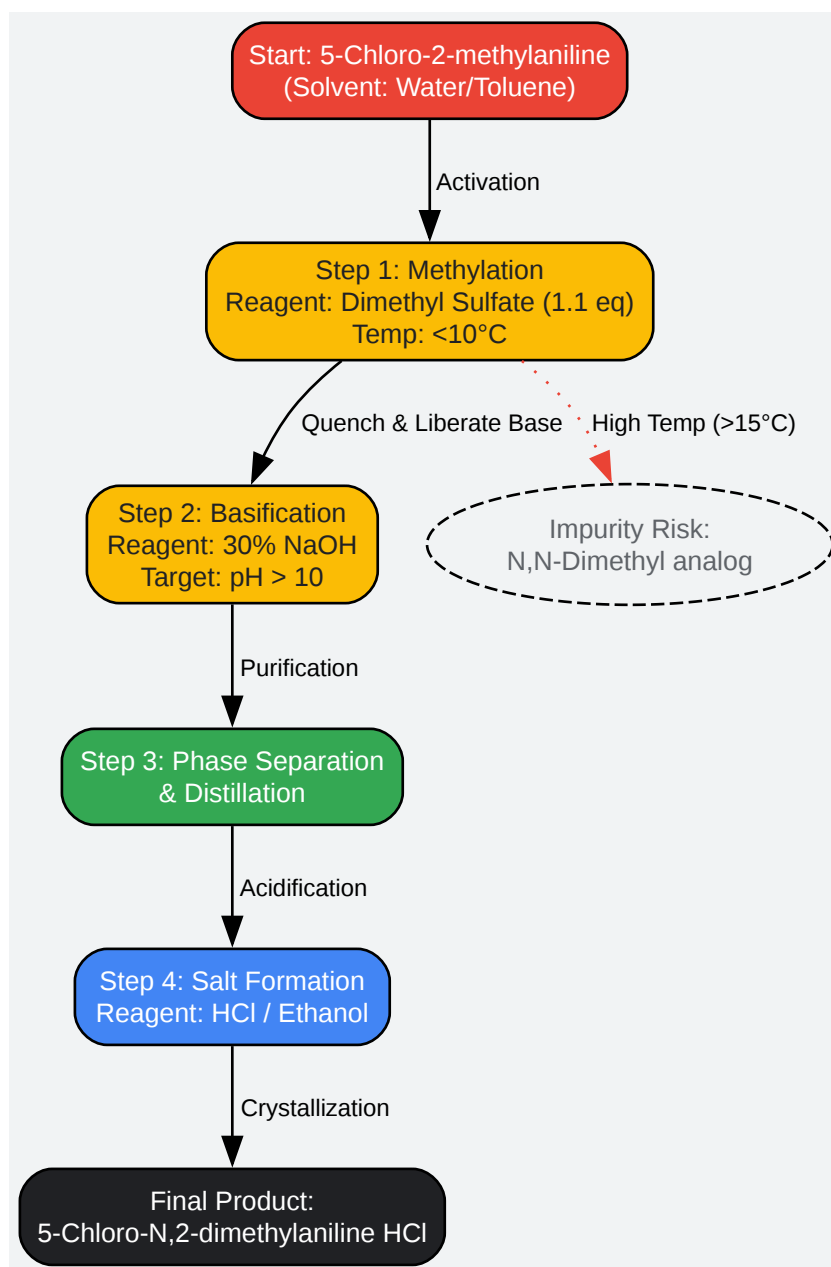 Start: 5-Chloro-2-methylaniline
(Solvent: Water/Toluene)
Activation
Step 1: Methylation
Reagent: Dimethyl Sulfate (1.1 eq)
Temp: <10°C
Quench & Liberate Base
High Temp (>15°C)
Step 2: Basification
Reagent: 30% NaOH
Target: pH > 10
Impurity Risk:
N,N-Dimethyl analog
Purification
Step 3: Phase Separation
& Distillation
Acidification
Step 4: Salt Formation
Reagent: HCl / Ethanol
Crystallization
Final Product:
5-Chloro-N,2-dimethylaniline HCl